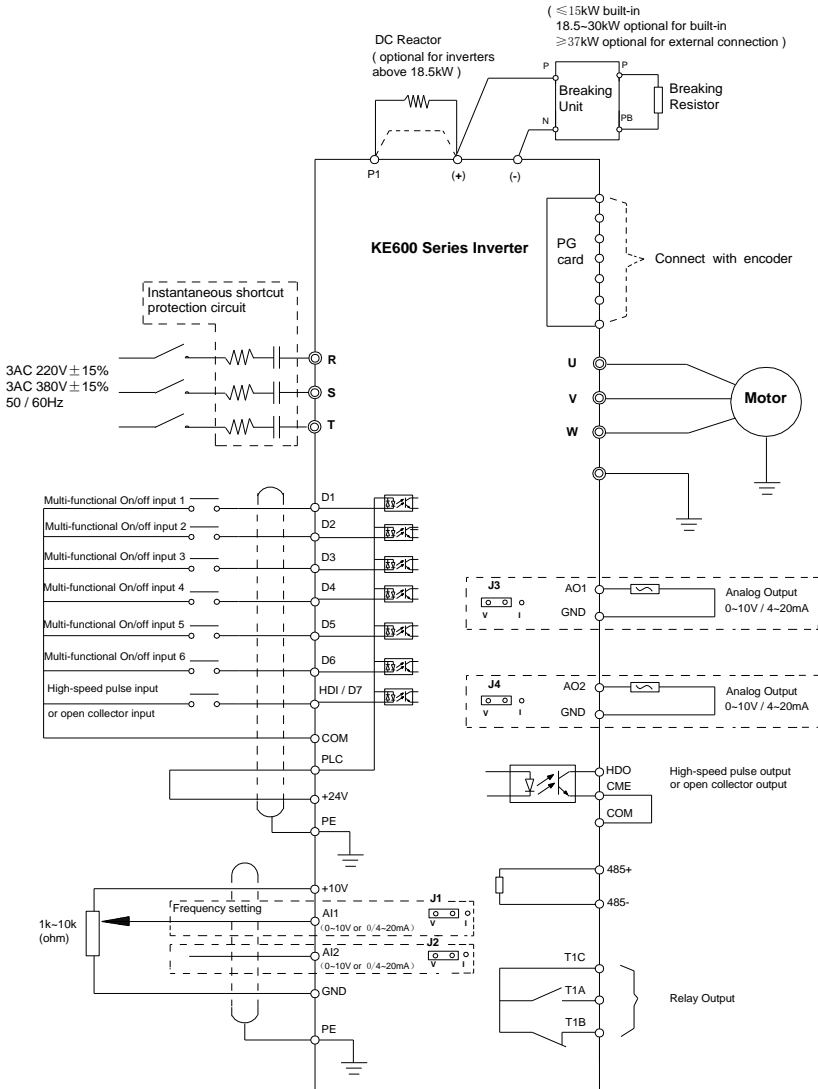 ( ≤15kW built-in
18.5~30kW optional for built-in
≥37kW optional for external connection )
DC Reactor
( optional for inverters
above 18.5kW )
P
P
Breaking
Unit
Breaking
Resistor
N
PB
P1
(+)
(-)
KE600 Series Inverter
PG
card
Connect with encoder
Instantaneous shortcut
protection circuit
3AC 220V±15%
3AC 380V±15%
50 / 60Hz
R
S
T
U
V
W
Motor
Multi-functional On/off input 1
D1
Multi-functional On/off input 2
D2
Multi-functional On/off input 3
D3
Multi-functional On/off input 4
D4
Multi-functional On/off input 5
D5
Multi-functional On/off input 6
D6
High-speed pulse input
or open collector input
HDI / D7
COM
PLC
+24V
PE
J3
V
I
AO1
GND
Analog Output
0~10V / 4~20mA
J4
V
I
AO2
GND
Analog Output
0~10V / 4~20mA
HDO
CME
COM
High-speed pulse output
or open collector output
485+
485-
+10V
1k~10k
(ohm)
Frequency setting
AI1
(0~10V or 0/4~20mA)
J1
V
I
AI2
(0~10V or 0/4~20mA)
J2
V
I
GND
PE
T1C
T1A
T1B
Relay Output